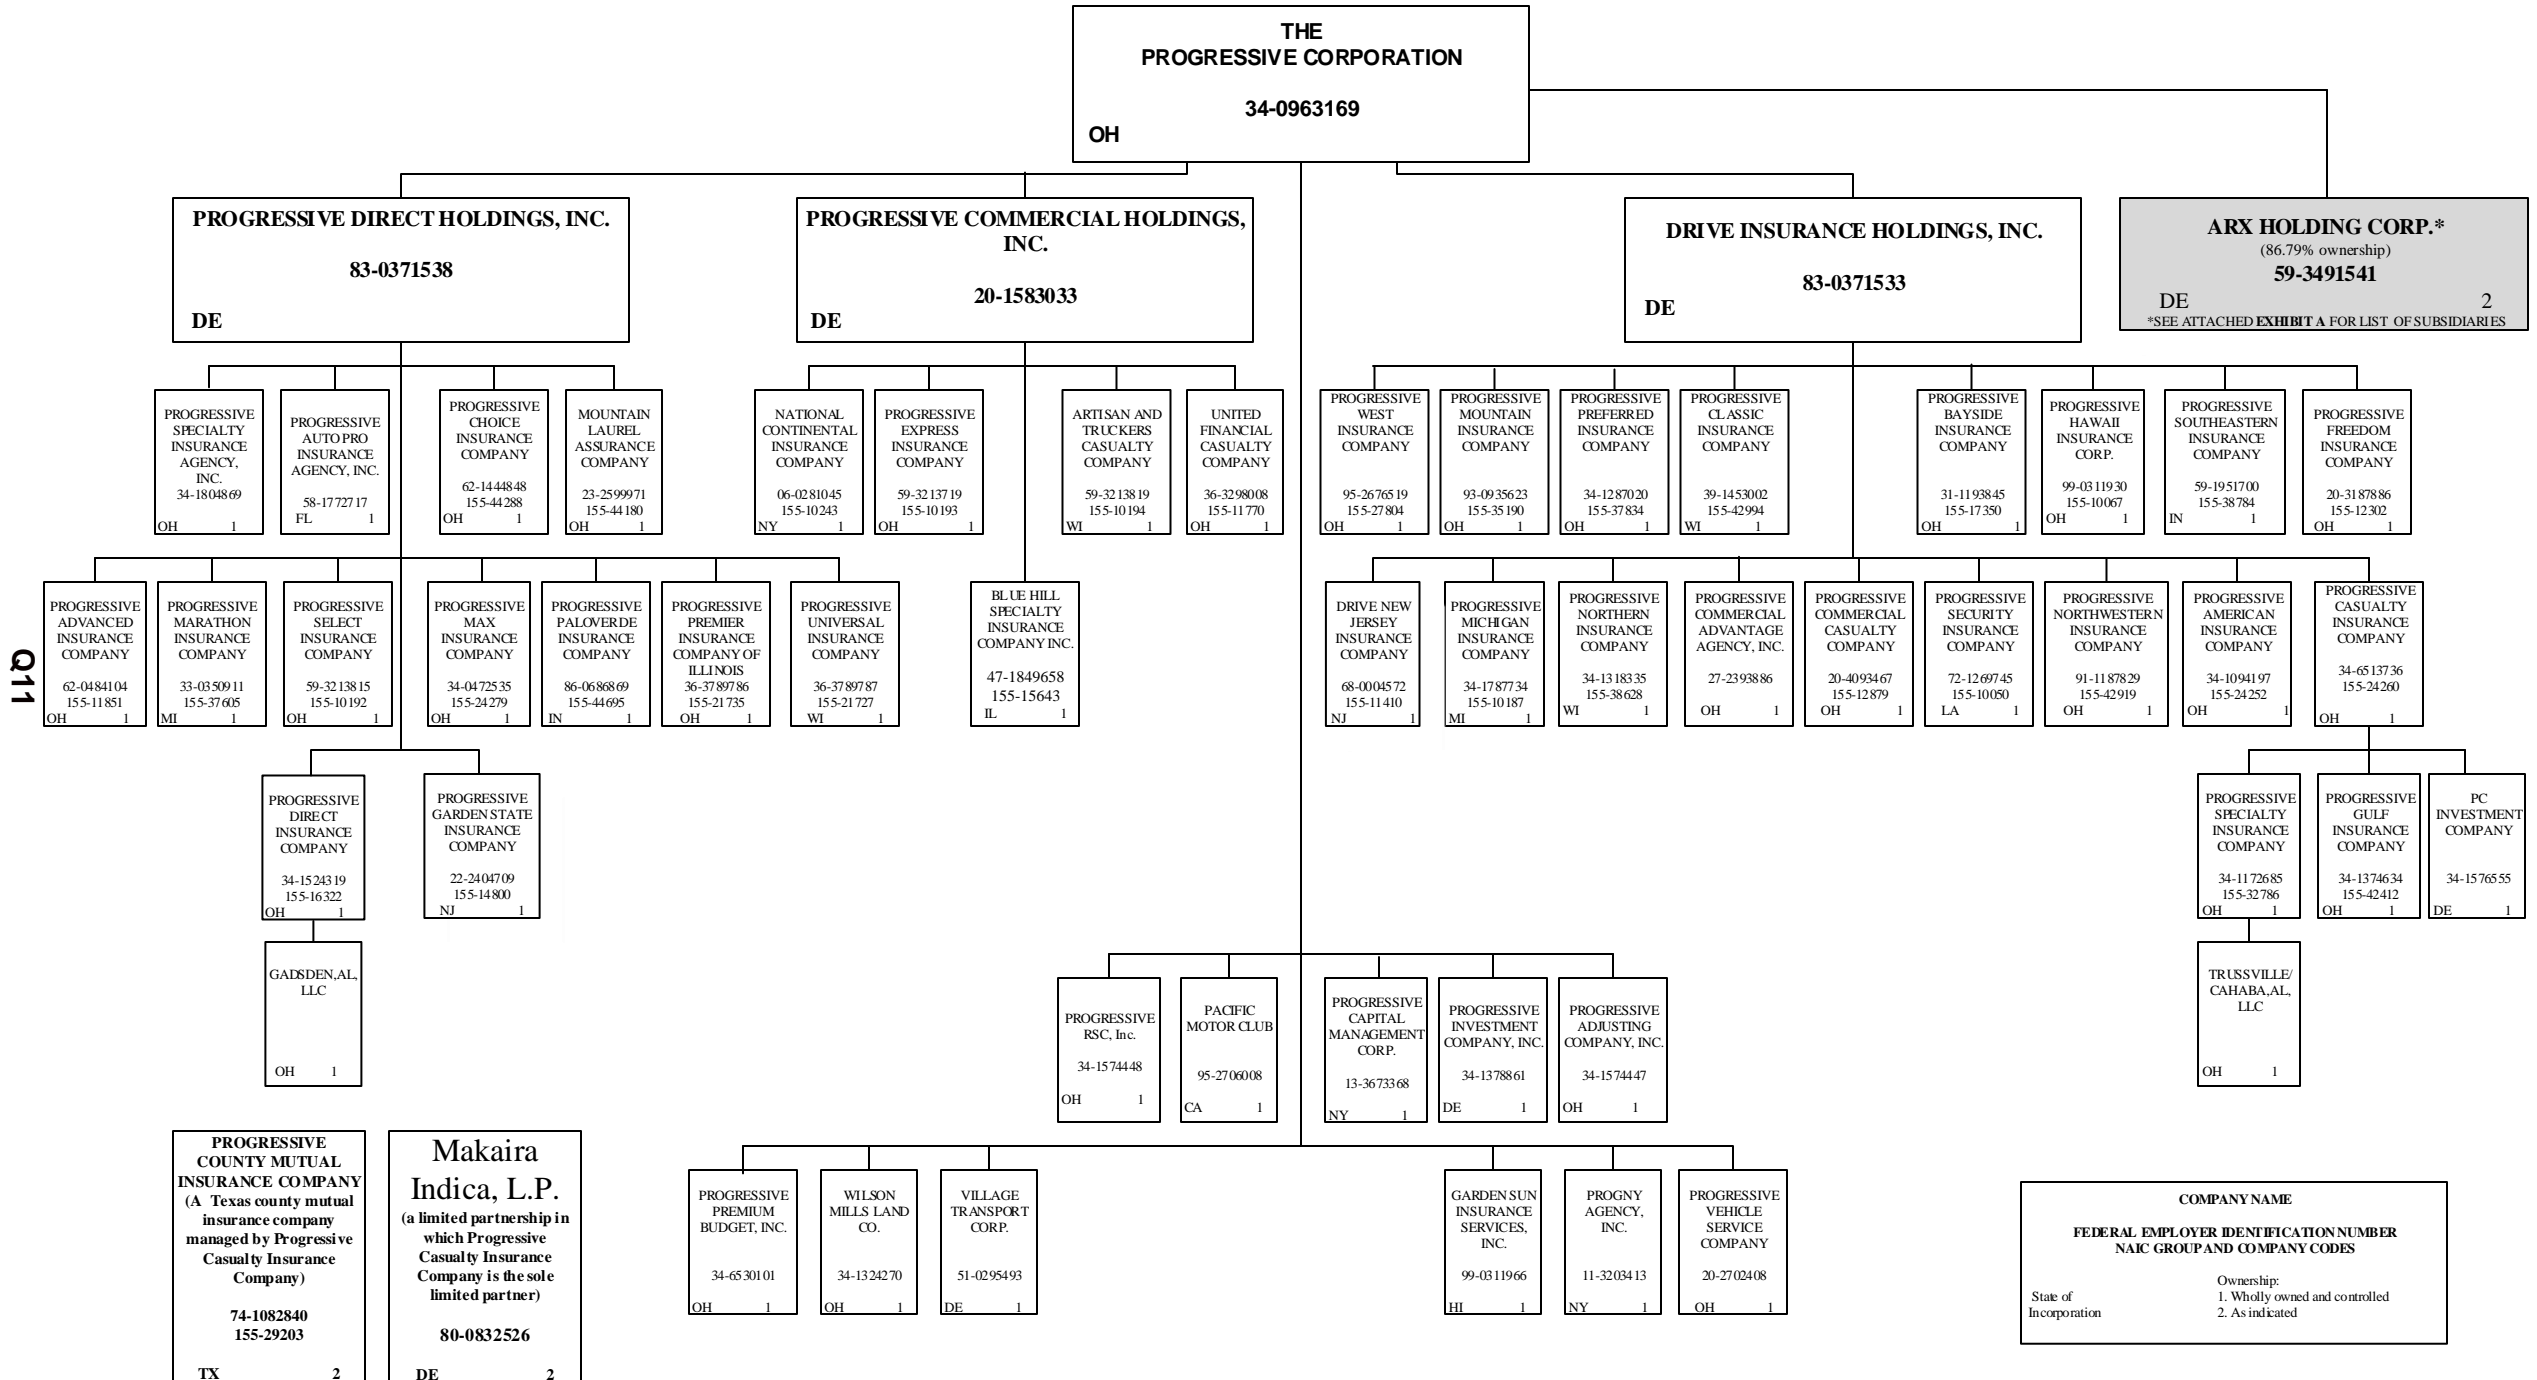 THE
PROGRESSIVE CORPORATION
34-0963169
OH
PROGRESSIVE DIRECT HOLDINGS, INC.
83-0371538
DE
PROGRESSIVE COMMERCIAL HOLDINGS,
INC.
20-1583033
DE
DRIVE INSURANCE HOLDINGS, INC.
83-0371533
DE
ARX HOLDING CORP.*
(86.79% ownership)
59-3491541
DE 2
*SEE ATTACHED EXHIBIT A FOR LIST OF SUBSIDIARIES
PROGRESSIVE
SPECIALTY
INSURANCE
AGENCY,
INC.
34-1804869
OH 1
PROGRESSIVE
AUTO PRO
INSURANCE
AGENCY, INC.
58-1772717
FL 1
PROGRESSIVE
CHOICE
INSURANCE
COMPANY
62-1444848
155-44288
OH 1
MOUNTAIN
LAUREL
ASSURANCE
COMPANY
23-2599971
155-44180
OH 1
NATIONAL
CONTINENTAL
INSURANCE
COMPANY
06-0281045
155-10243
NY 1
PROGRESSIVE
EXPRESS
INSURANCE
COMPANY
59-3213719
155-10193
OH 1
ARTISAN AND
TRUCKERS
CASUALTY
COMPANY
59-3213819
155-10194
WI 1
UNITED
FINANCIAL
CASUALTY
COMPANY
36-3298008
155-11770
OH 1
PROGRESSIVE
WEST
INSURANCE
COMPANY
95-2676519
155-27804
OH 1
PROGRESSIVE
MOUNTAIN
INSURANCE
COMPANY
93-0935623
155-35190
OH 1
PROGRESSIVE
PREFERRED
INSURANCE
COMPANY
34-1287020
155-37834
OH 1
PROGRESSIVE
CLASSIC
INSURANCE
COMPANY
39-1453002
155-42994
WI 1
PROGRESSIVE
BAYSIDE
INSURANCE
COMPANY
31-1193845
155-17350
OH 1
PROGRESSIVE
HAWAII
INSURANCE
CORP.
99-0311930
155-10067
OH 1
PROGRESSIVE
SOUTHEASTERN
INSURANCE
COMPANY
59-1951700
155-38784
IN 1
PROGRESSIVE
FREEDOM
INSURANCE
COMPANY
20-3187886
155-12302
OH 1
Q11
PROGRESSIVE
ADVANCED
INSURANCE
COMPANY
62-0484104
155-11851
OH 1
PROGRESSIVE
MARATHON
INSURANCE
COMPANY
33-0350911
155-37605
MI 1
PROGRESSIVE
SELECT
INSURANCE
COMPANY
59-3213815
155-10192
OH 1
PROGRESSIVE
MAX
INSURANCE
COMPANY
34-0472535
155-24279
OH 1
PROGRESSIVE
PALOVERDE
INSURANCE
COMPANY
86-0686869
155-44695
IN 1
PROGRESSIVE
PREMIER
INSURANCE
COMPANY OF
ILLINOIS
36-3789786
155-21735
OH 1
PROGRESSIVE
UNIVERSAL
INSURANCE
COMPANY
36-3789787
155-21727
WI 1
BLUE HILL
SPECIALTY
INSURANCE
COMPANY INC.
47-1849658
155-15643
IL 1
DRIVE NEW
JERSEY
INSURANCE
COMPANY
68-0004572
155-11410
NJ 1
PROGRESSIVE
MICHIGAN
INSURANCE
COMPANY
34-1787734
155-10187
MI 1
PROGRESSIVE
NORTHERN
INSURANCE
COMPANY
34-1318335
155-38628
WI 1
PROGRESSIVE
COMMERCIAL
ADVANTAGE
AGENCY, INC.
27-2393886
OH 1
PROGRESSIVE
COMMERCIAL
CASUALTY
COMPANY
20-4093467
155-12879
OH 1
PROGRESSIVE
SECURITY
INSURANCE
COMPANY
72-1269745
155-10050
LA 1
PROGRESSIVE
NORTHWESTERN
INSURANCE
COMPANY
91-1187829
155-42919
OH 1
PROGRESSIVE
AMERICAN
INSURANCE
COMPANY
34-1094197
155-24252
OH 1
PROGRESSIVE
CASUALTY
INSURANCE
COMPANY
34-6513736
155-24260
OH 1
PROGRESSIVE
DIRECT
INSURANCE
COMPANY
34-1524319
155-16322
OH 1
PROGRESSIVE
GARDEN STATE
INSURANCE
COMPANY
22-2404709
155-14800
NJ 1
PROGRESSIVE
SPECIALTY
INSURANCE
COMPANY
34-1172685
155-32786
OH 1
PROGRESSIVE
GULF
INSURANCE
COMPANY
34-1374634
155-42412
OH 1
PC
INVESTMENT
COMPANY
34-1576555
DE 1
GADSDEN, AL,
LLC
OH 1
TRUSSVILLE/
CAHABA, AL,
LLC
OH 1
PROGRESSIVE
RSC, Inc.
34-1574448
OH 1
PACIFIC
MOTOR CLUB
95-2706008
CA 1
PROGRESSIVE
CAPITAL
MANAGEMENT
CORP.
13-3673368
NY 1
PROGRESSIVE
INVESTMENT
COMPANY, INC.
34-1378861
DE 1
PROGRESSIVE
ADJUSTING
COMPANY, INC.
34-1574447
OH 1
PROGRESSIVE
COUNTY MUTUAL
INSURANCE COMPANY
(A Texas county mutual
insurance company
managed by Progressive
Casualty Insurance
Company)
74-1082840
155-29203
TX 2
Makaira
Indica, L.P.
(a limited partnership in
which Progressive
Casualty Insurance
Company is the sole
limited partner)
80-0832526
DE 2
PROGRESSIVE
PREMIUM
BUDGET, INC.
34-6530101
OH 1
WILSON
MILLS LAND
CO.
34-1324270
OH 1
VILLAGE
TRANSPORT
CORP.
51-0295493
DE 1
GARDEN SUN
INSURANCE
SERVICES,
INC.
99-0311966
HI 1
PROGNY
AGENCY,
INC.
11-3203413
NY 1
PROGRESSIVE
VEHICLE
SERVICE
COMPANY
20-2702408
OH 1
COMPANY NAME
FEDERAL EMPLOYER IDENTIFICATION NUMBER
NAIC GROUP AND COMPANY CODES
Ownership:
State of 1. Wholly owned and controlled
Incorporation 2. As indicated